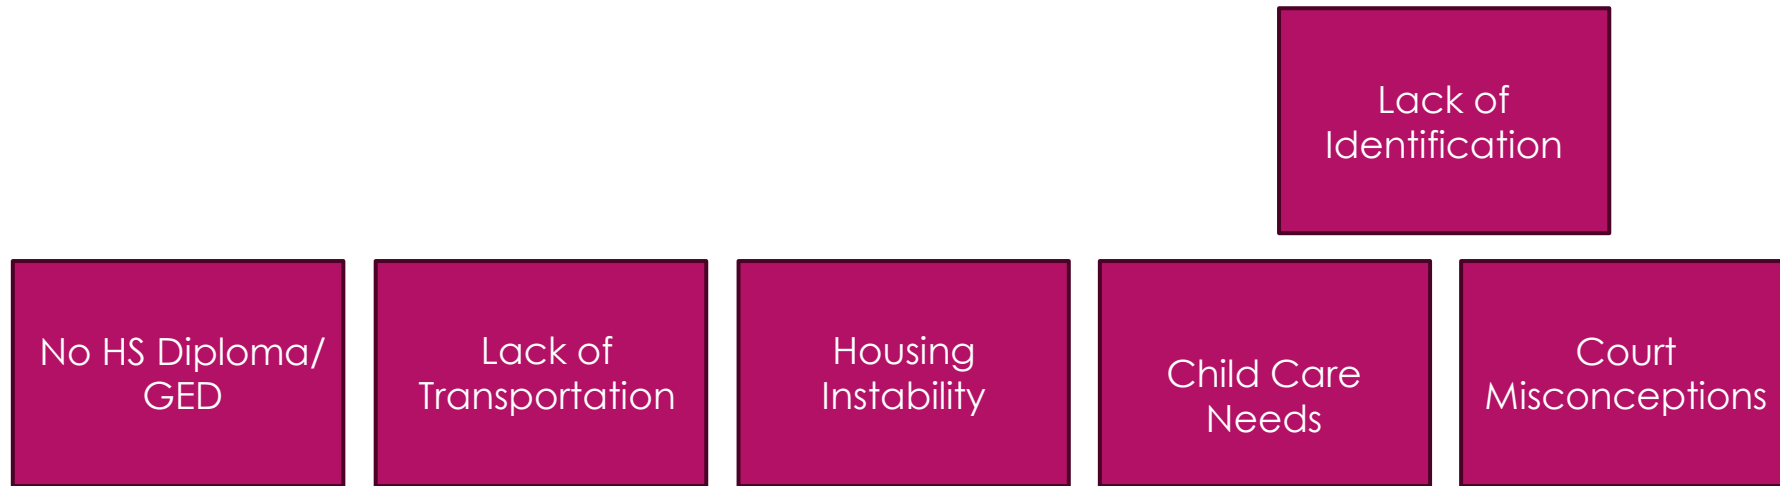 Lack of
Identification
No HS Diploma/
GED
Lack of
Transportation
Housing
Instability
Child Care
Needs
Court
Misconceptions